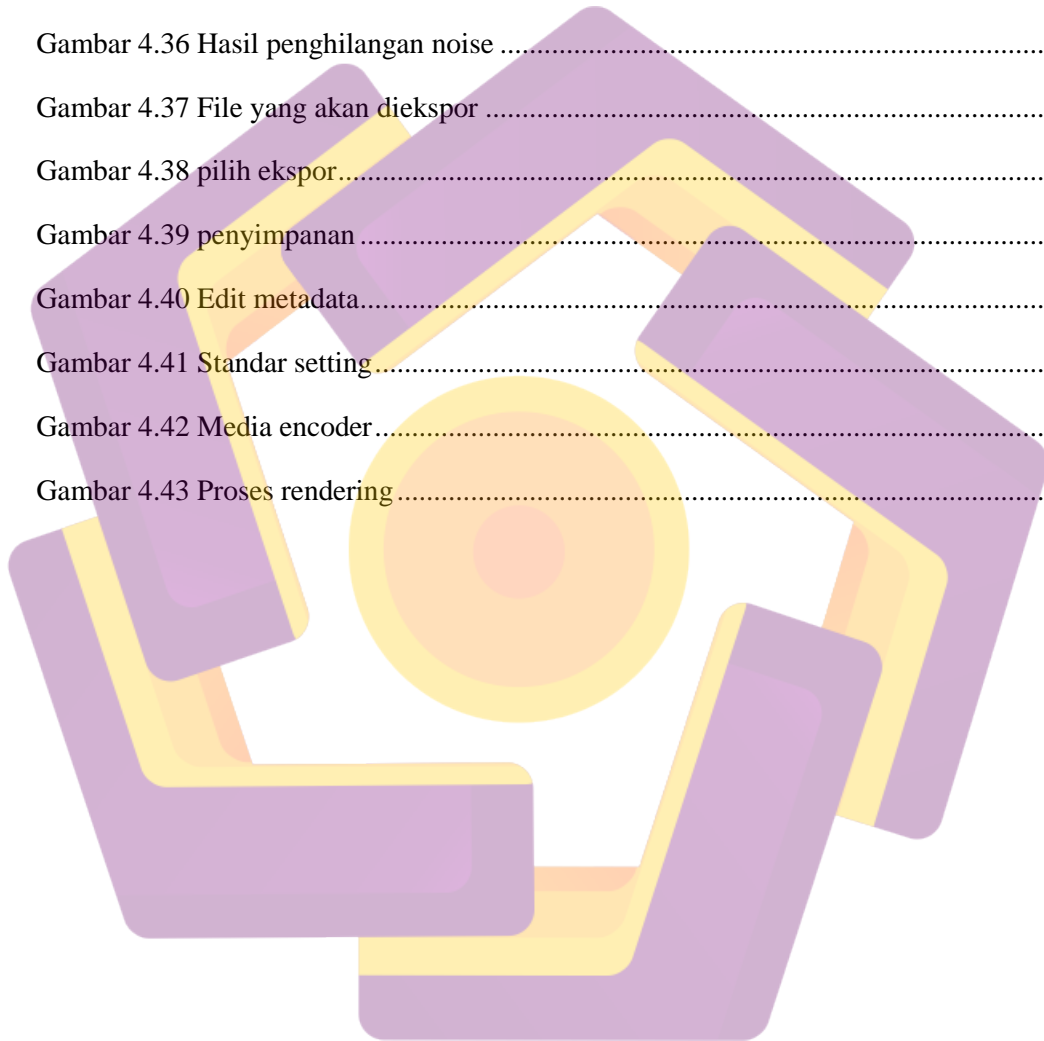 Gambar 4.36 Hasil penghilangan noise ........................................................................
Gambar 4.37 File yang akan diekspor ..........................................................................
Gambar 4.38 pilih ekspor.............................................................................................
Gambar 4.39 penyimpanan ..........................................................................................
Gambar 4.40 Edit metadata..........................................................................................
Gambar 4.41 Standar setting........................................................................................
Gambar 4.42 Media encoder........................................................................................
Gambar 4.43 Proses rendering.....................................................................................